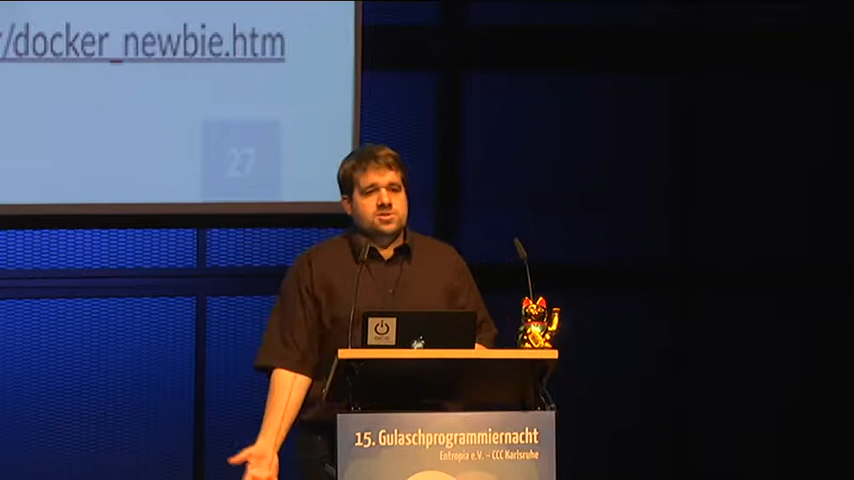 /docker_newbie.htm
27
15. Gulaschprogrammiernacht
Entropia e.V. – CCC Karlsruhe